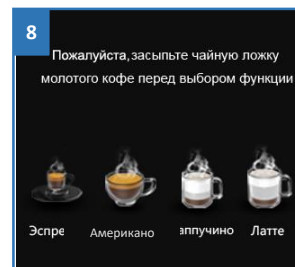 8
Пожалуйста, засыпьте чайную ложку
молотого кофе перед выбором функции
Эспре Американо аппучино Латте